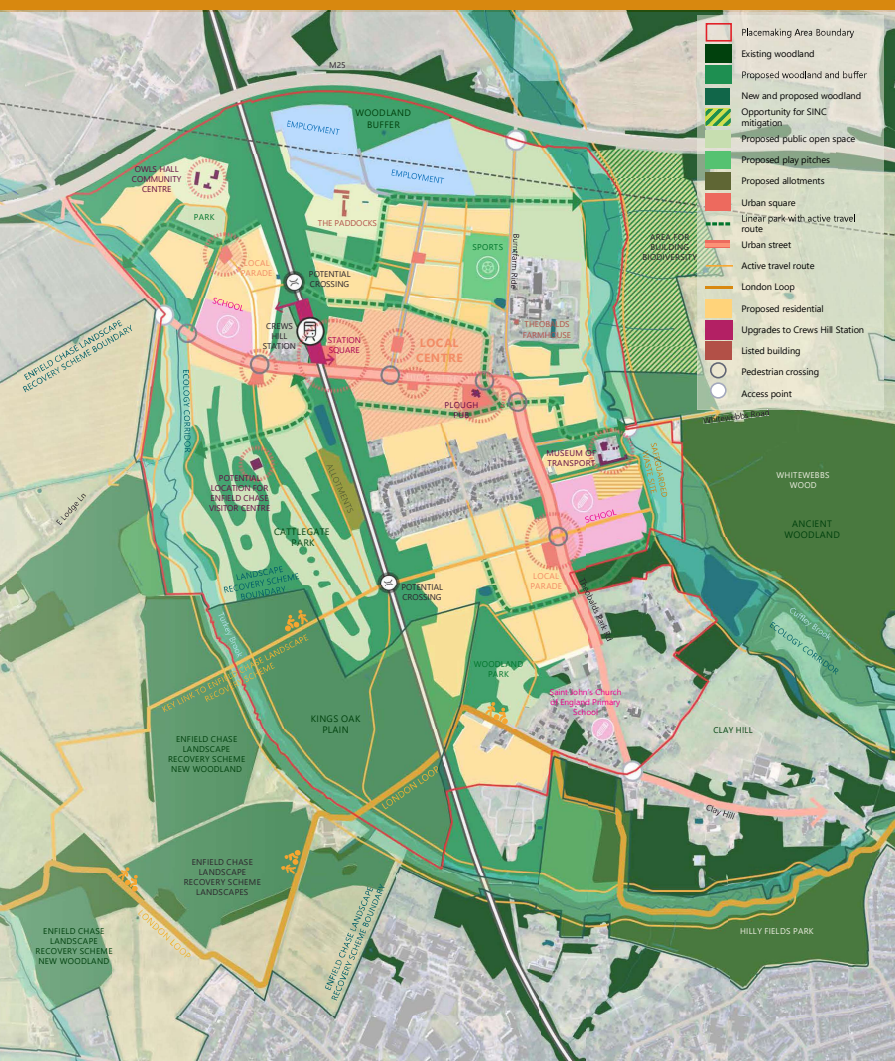 M25
Placemaking Area Boundary
Existing woodland
Proposed woodland and buffer
New and proposed woodland
Opportunity for SINC
mitigation
Proposed public open space
Proposed play pitches
Proposed allotments
Urban square
Linear park with active travel
route
Urban street
Active travel route
London Loop
Proposed residential
Upgrades to Crews Hill Station
Listed building
Pedestrian crossing
Access point
WOODLAND
BUFFER
EMPLOYMENT
EMPLOYMENT
OWLS HALL
COMMUNITY
CENTRE
PARK
THE PADDOCKS
LOCAL
PARADE
POTENTIAL
CROSSING
SPORTS
Burntfarm Ride
AREA FOR
BUILDING
BIODIVERSITY
SCHOOL
CREWS
HILL
STATION
STATION
SQUARE
LOCAL
CENTRE
THEOBALDS
FARMHOUSE
ENFIELD CHASE LANDSCAPE
RECOVERY SCHEME BOUNDARY
ECOLOGY CORRIDOR
PLOUGH
PUB
Whitewebbs Road
MUSEUM OF
TRANSPORT
WHITEWEBBS
WOOD
ANCIENT
WOODLAND
POTENTIAL
LOCATION FOR
ENFIELD CHASE
VISITOR CENTRE
ALLOTMENTS
E Lodge Ln
CATTLEGATE
PARK
SCHOOL
LANDSCAPE
RECOVERY SCHEME
BOUNDARY
POTENTIAL
CROSSING
LOCAL
PARADE
Theobalds Park Rd
Turkey Brook
Cuffley Brook
ECOLOGY CORRIDOR
KEY LINK TO ENFIELD CHASE LANDSCAPE
RECOVERY SCHEME
WOODLAND
PARK
Saint John's Church
of England Primary
School
KINGS OAK
PLAIN
CLAY HILL
ENFIELD CHASE
LANDSCAPE
RECOVERY SCHEME
NEW WOODLAND
LONDON LOOP
Clay Hill
ENFIELD CHASE
LANDSCAPE
RECOVERY SCHEME
LANDSCAPES
ENFIELD CHASE LANDSCAPE
RECOVERY SCHEME BOUNDARY
LONDON LOOP
ENFIELD CHASE
LANDSCAPE
RECOVERY SCHEME
NEW WOODLAND
HILLY FIELDS PARK